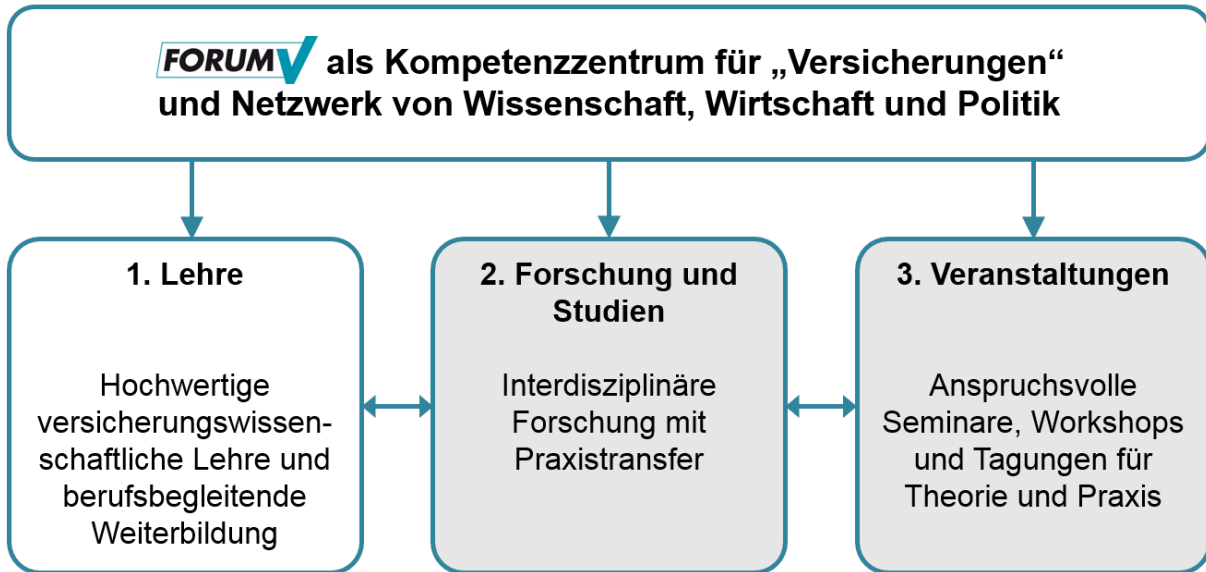 FORUMV als Kompetenzzentrum für „Versicherungen“
und Netzwerk von Wissenschaft, Wirtschaft und Politik
1. Lehre
Hochwertige
versicherungswissen-
schaftliche Lehre und
berufsbegleitende
Weiterbildung
2. Forschung und
Studien
Interdisziplinäre
Forschung mit
Praxistransfer
3. Veranstaltungen
Anspruchsvolle
Seminare, Workshops
und Tagungen für
Theorie und Praxis